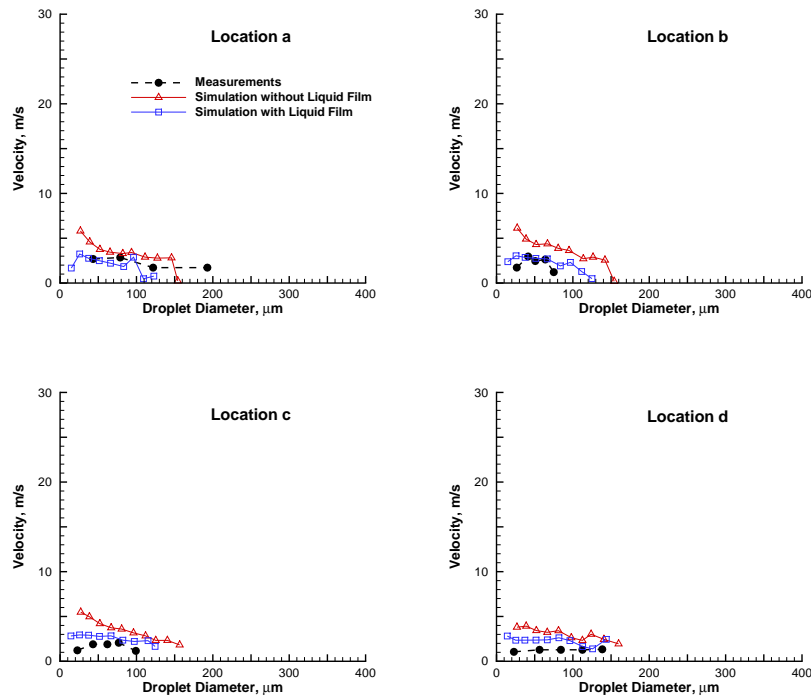 Location a
Measurements
Simulation without Liquid Film
Simulation with Liquid Film
30
20
10
0
Velocity, m/s
0 100 200 300 400
Droplet Diameter, μm
Location b
30
20
10
0
Velocity, m/s
0 100 200 300 400
Droplet Diameter, μm
Location c
30
20
10
0
Velocity, m/s
0 100 200 300 400
Droplet Diameter, μm
Location d
30
20
10
0
Velocity, m/s
0 100 200 300 400
Droplet Diameter, μm